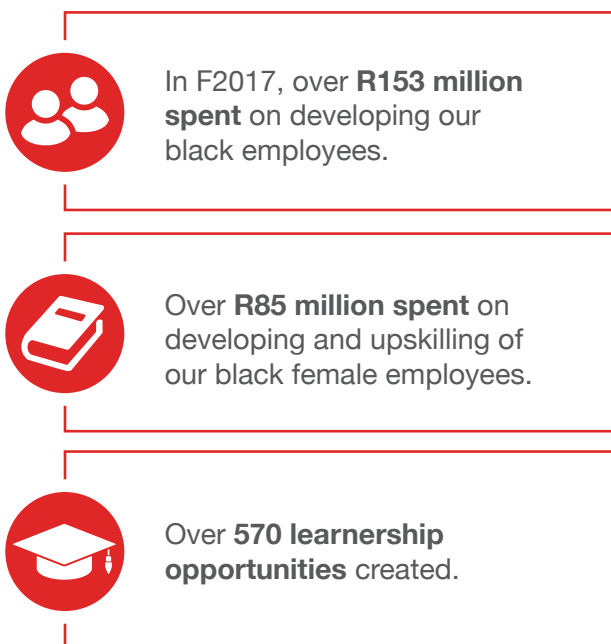 In F2017, over R153 million
spent on developing our
black employees.
Over R85 million spent on
developing and upskilling of
our black female employees.
Over 570 learnership
opportunities created.